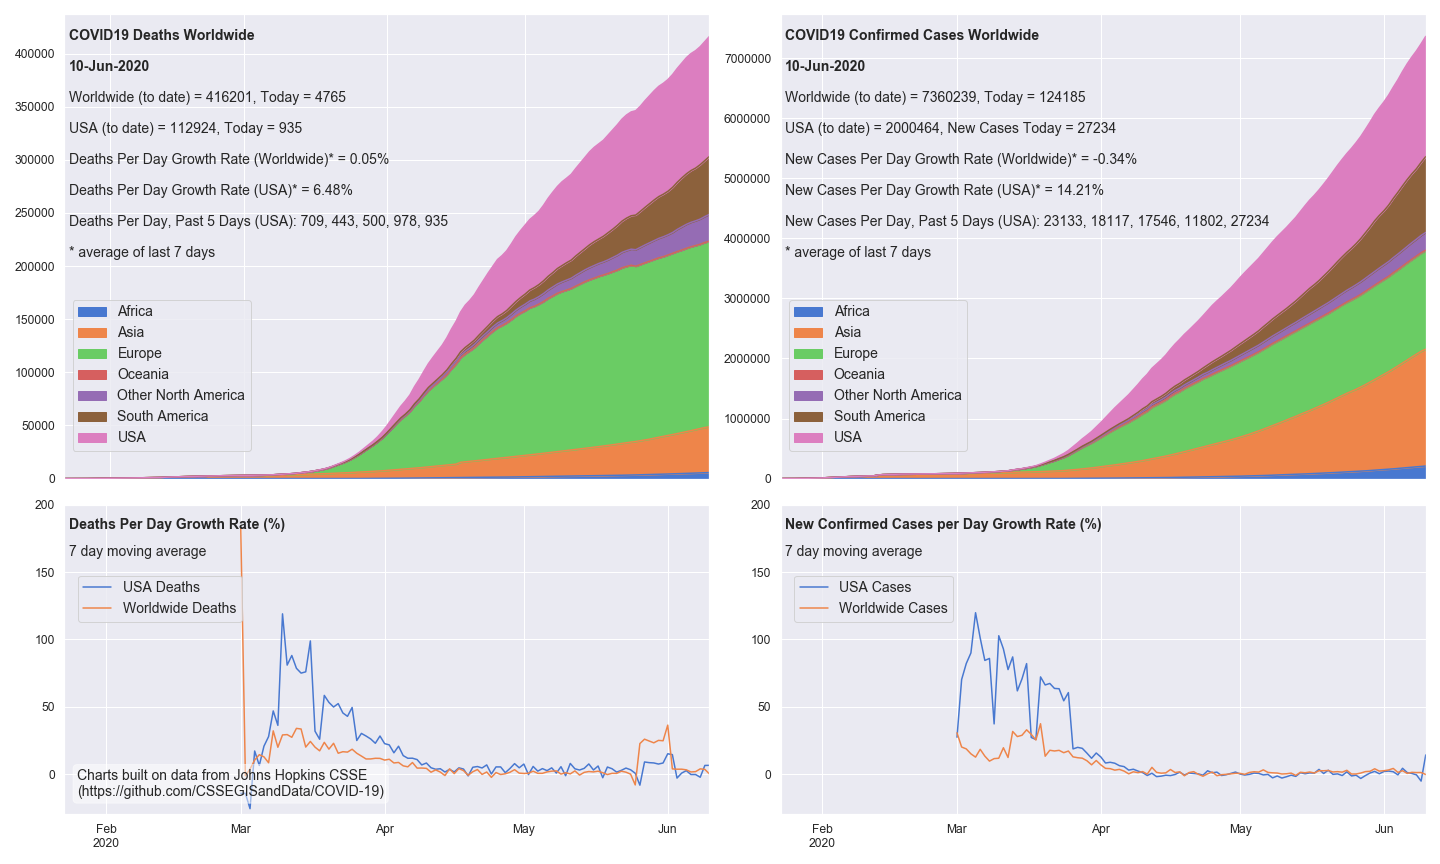 COVID19 Deaths Worldwide
10-Jun-2020
Worldwide (to date) = 416201, Today = 4765
USA (to date) = 112924, Today = 935
Deaths Per Day Growth Rate (Worldwide)* = 0.05%
Deaths Per Day Growth Rate (USA)* = 6.48%
Deaths Per Day, Past 5 Days (USA): 709, 443, 500, 978, 935
* average of last 7 days
400000
350000
300000
250000
200000
150000
100000
50000
0
Africa
Asia
Europe
Oceania
Other North America
South America
USA
COVID19 Confirmed Cases Worldwide
10-Jun-2020
Worldwide (to date) = 7360239, Today = 124185
USA (to date) = 2000464, New Cases Today = 27234
New Cases Per Day Growth Rate (Worldwide)* = -0.34%
New Cases Per Day Growth Rate (USA)* = 14.21%
New Cases Per Day, Past 5 Days (USA): 23133, 18117, 17546, 11802, 27234
* average of last 7 days
7000000
6000000
5000000
4000000
3000000
2000000
1000000
0
Africa
Asia
Europe
Oceania
Other North America
South America
USA
Deaths Per Day Growth Rate (%)
7 day moving average
USA Deaths
Worldwide Deaths
200
150
100
50
0
Charts built on data from Johns Hopkins CSSE
(https://github.com/CSSEGISandData/COVID-19)
Feb
2020
Mar
Apr
May
Jun
New Confirmed Cases per Day Growth Rate (%)
7 day moving average
USA Cases
Worldwide Cases
200
150
100
50
0
Feb
2020
Mar
Apr
May
Jun